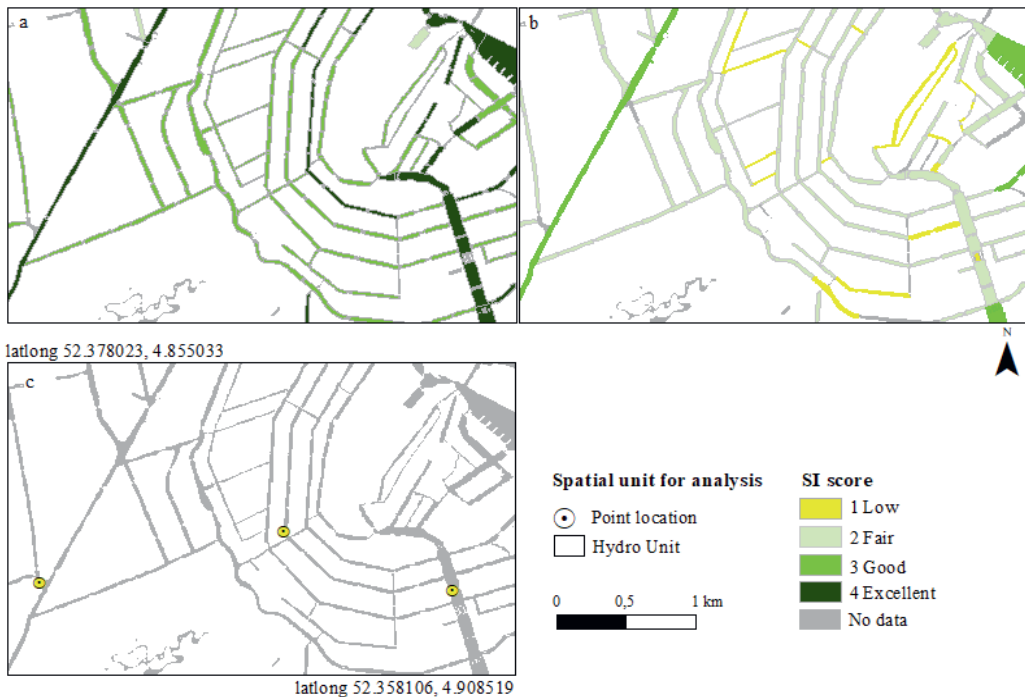 a
b
latlong 52.378023, 4.855033
N
c
latlong 52.358106, 4.908519
Spatial unit for analysis
Point location
Hydro Unit
0 0,5 1 km
SI score
1 Low
2 Fair
3 Good
4 Excellent
No data